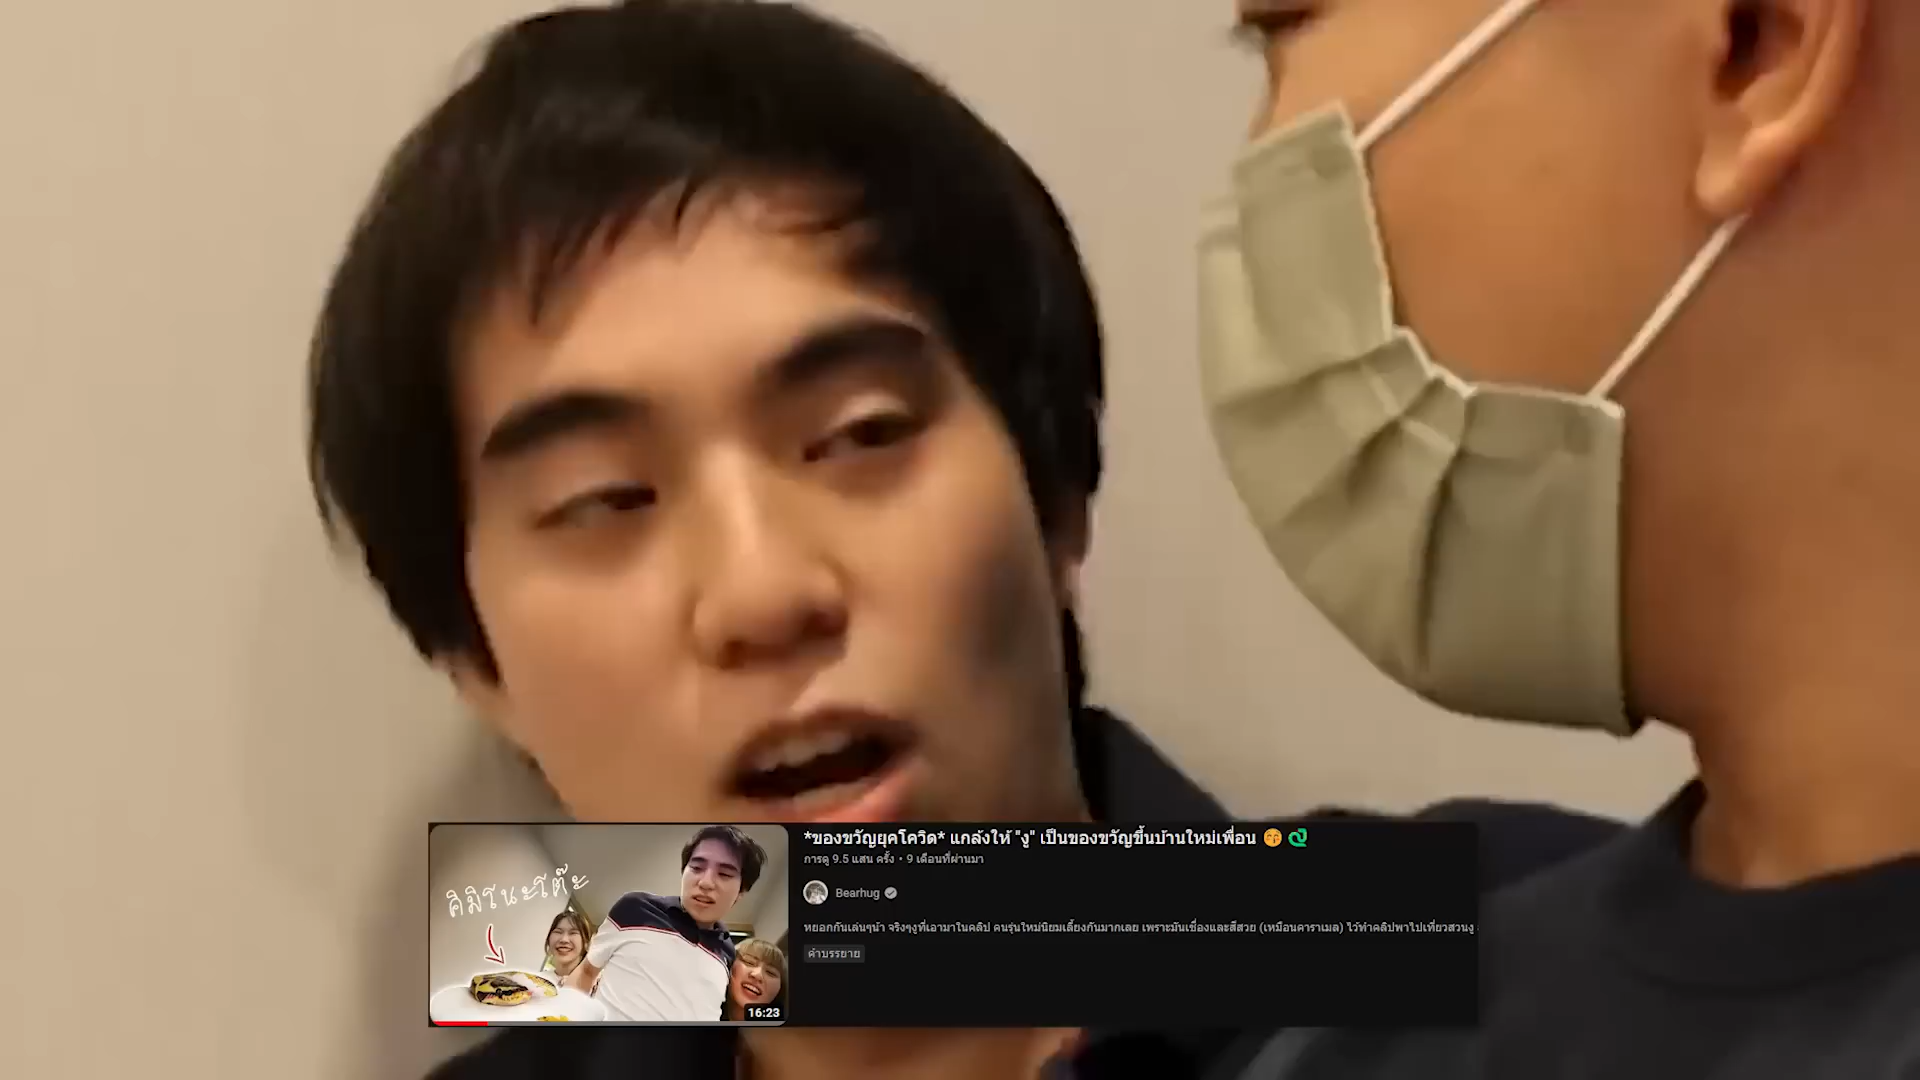 *ของขวัญยุคโควิด* แกล้งให้ "งู" เป็นของขวัญขึ้นบ้านใหม่เพื่อน
การดู 9.5 แสน ครั้ง • 9 เดือนที่ผ่านมา
Bearhug
หยอกกันเล่นๆน้า จริงๆงูที่เอามาในคลิป คนรุ่นใหม่นิยมเลี้ยงกันมากเลย เพราะมันเชื่องและสีสวย (เหมือนคาราเมล) ไว้ทำคลิปพาไปเที่ยวสวนงู
คำบรรยาย
คิมิโนะโต๊ะ
16:23